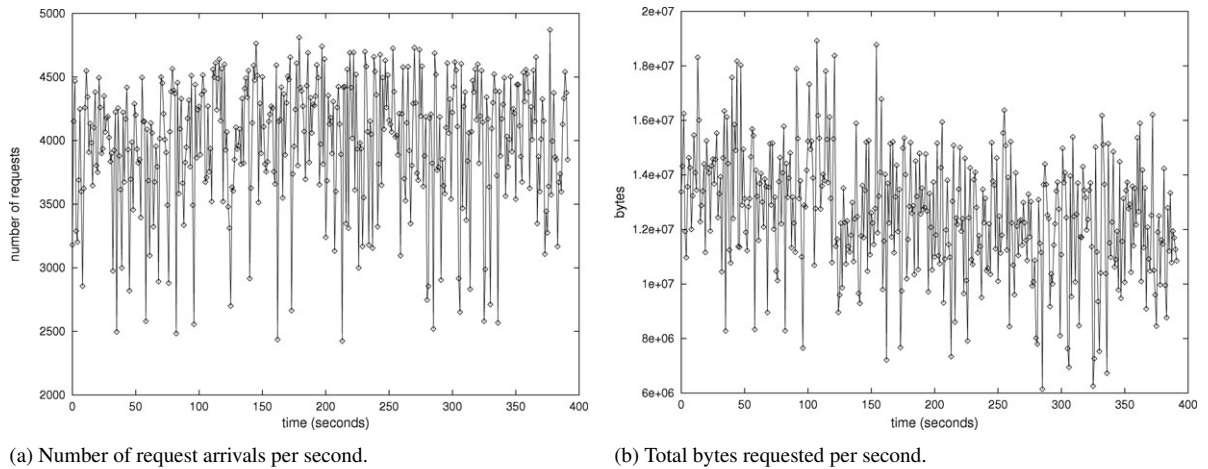 5000
4500
4000
3500
3000
2500
2000
number of requests
0 50 100 150 200 250 300 350 400
time (seconds)
(a) Number of request arrivals per second.
2e+07
1.8e+07
1.6e+07
1.4e+07
1.2e+07
1e+07
8e+06
6e+06
bytes
0 50 100 150 200 250 300 350 400
time (seconds)
(b) Total bytes requested per second.